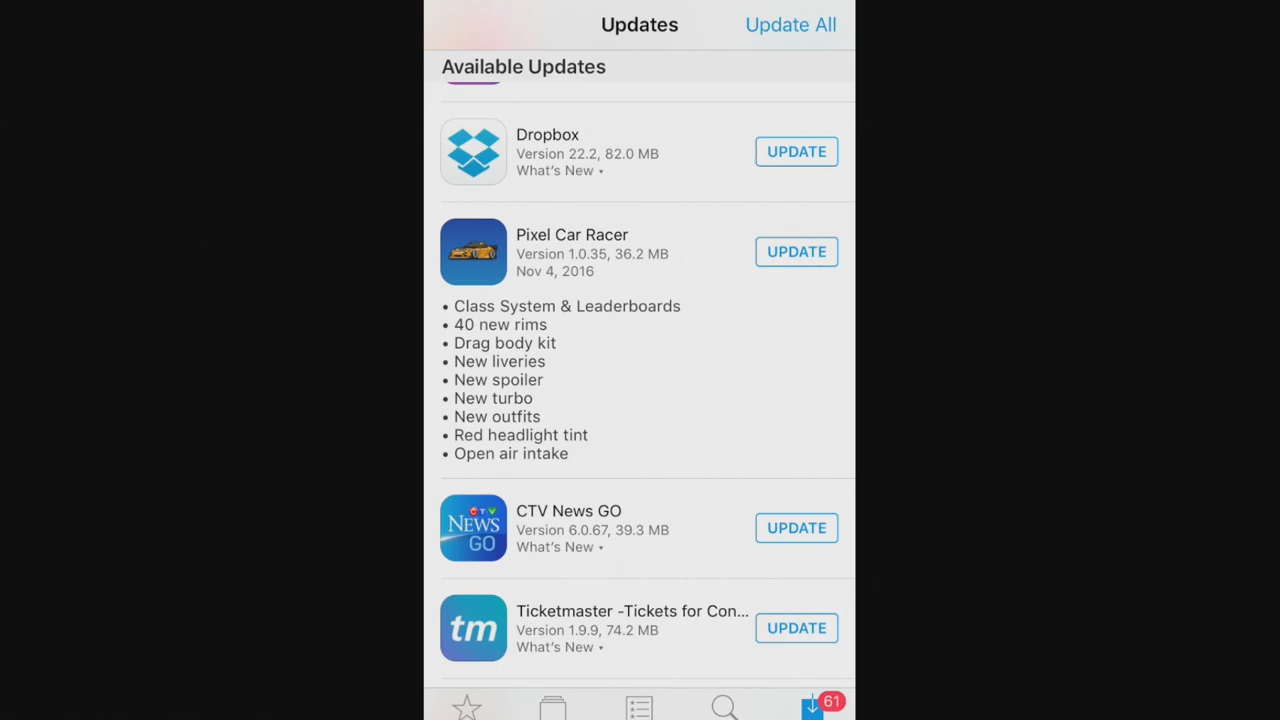 Updates
Update All
Available Updates
Dropbox
Version 22.2, 82.0 MB
What's New
UPDATE
Pixel Car Racer
Version 1.0.35, 36.2 MB
Nov 4, 2016
UPDATE
• Class System & Leaderboards
• 40 new rims
• Drag body kit
• New liveries
• New spoiler
• New turbo
• New outfits
• Red headlight tint
• Open air intake
CTV
NEWS
GO
CTV News GO
Version 6.0.67, 39.3 MB
What's New
UPDATE
tm
Ticketmaster -Tickets for Con...
Version 1.9.9, 74.2 MB
What's New
UPDATE
61